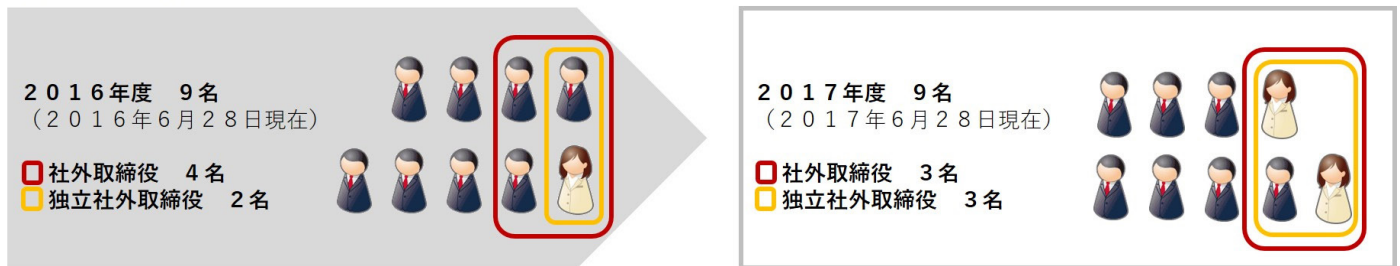 ２０１６年度　９名
（２０１６年６月２８日現在）
社外取締役　４名
独立社外取締役　２名
２０１７年度　９名
（２０１７年６月２８日現在）
社外取締役　３名
独立社外取締役　３名